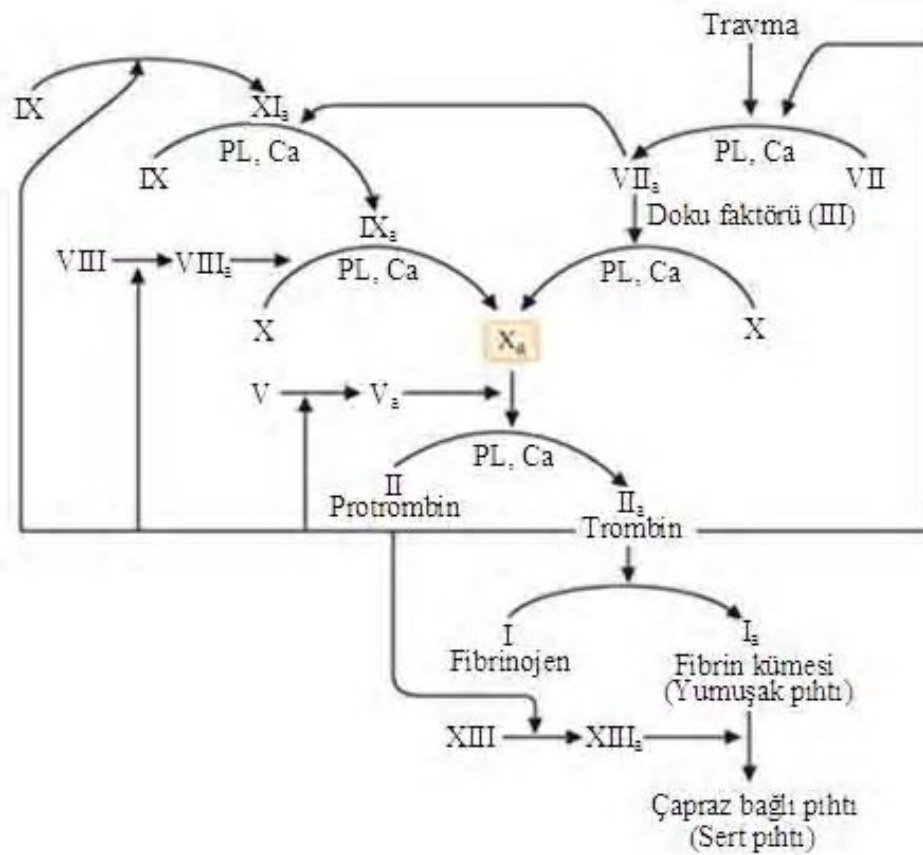 Travma
IX
XIₐ
PL, Ca
PL, Ca
IX
VIIₐ
VII
Doku faktörü (III)
IXₐ
VIII
VIIIₐ
PL, Ca
PL, Ca
X
X
Xₐ
V
Vₐ
PL, Ca
II
Protrombin
IIₐ
Trombin
I
Fibrinojen
Iₐ
Fibrin kümesi
(Yumuşak pıhtı)
XIII
XIIIₐ
Çapraz bağlı pıhtı
(Sert pıhtı)